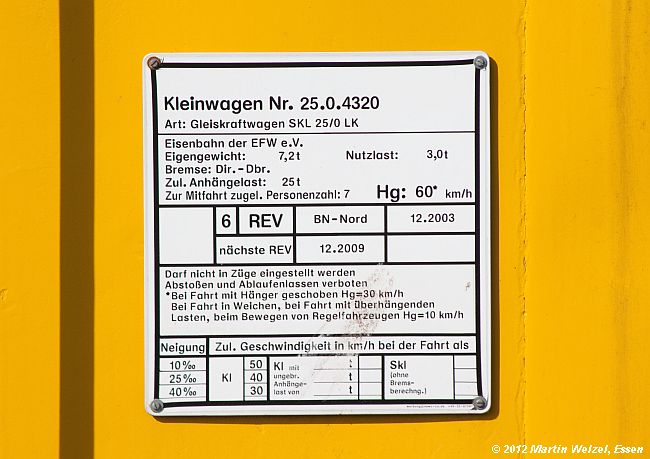 Kleinwagen Nr. 25.0.4320
Art: Gleiskraftwagen SKL 25/0 LK
Eisenbahn der EFW e.V.
Eigengewicht: 7,2t Nutzlast: 3,0t
Bremse: Dir.-Dbr.
Zul. Anhängelast: 25t
Zur Mitfahrt zugel. Personenzahl: 7 Hg: 60* km/h
6 REV BN-Nord 12.2003
nächste REV 12.2009
Darf nicht in Züge eingestellt werden
Abstoßen und Ablaufenlassen verboten
*Bei Fahrt mit Hänger geschoben Hg=30 km/h
Bei Fahrt in Weichen, bei Fahrt mit überhängenden
Lasten, beim Bewegen von Regelfahrzeugen Hg=10 km/h
Neigung Zul. Geschwindigkeit in km/h bei der Fahrt als
10‰ Kl 50 Kl mit t Skl
25‰ 40 ungebr. t (ohne
40‰ 30 Anhänge- t Brems-
last von berechng.)
© 2012 Martin Welzel, Essen